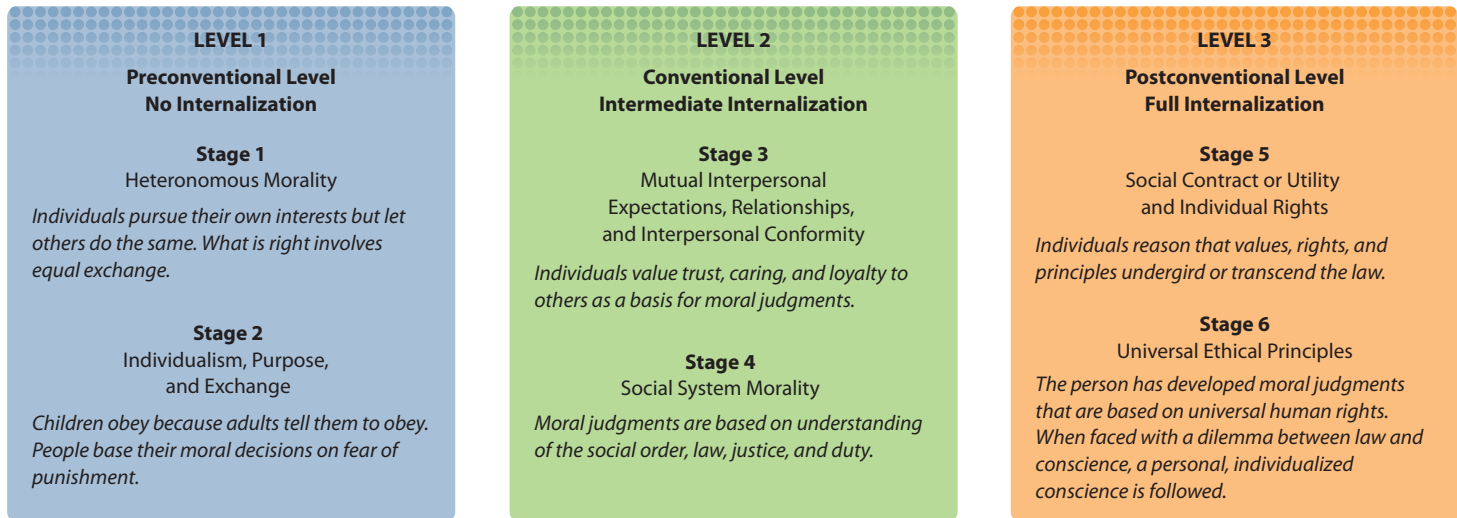 LEVEL 1
Preconventional Level
No Internalization
Stage 1
Heteronomous Morality
Individuals pursue their own interests but let
others do the same. What is right involves
equal exchange.
Stage 2
Individualism, Purpose,
and Exchange
Children obey because adults tell them to obey.
People base their moral decisions on fear of
punishment.
LEVEL 2
Conventional Level
Intermediate Internalization
Stage 3
Mutual Interpersonal
Expectations, Relationships,
and Interpersonal Conformity
Individuals value trust, caring, and loyalty to
others as a basis for moral judgments.
Stage 4
Social System Morality
Moral judgments are based on understanding
of the social order, law, justice, and duty.
LEVEL 3
Postconventional Level
Full Internalization
Stage 5
Social Contract or Utility
and Individual Rights
Individuals reason that values, rights, and
principles undergird or transcend the law.
Stage 6
Universal Ethical Principles
The person has developed moral judgments
that are based on universal human rights.
When faced with a dilemma between law and
conscience, a personal, individualized
conscience is followed.